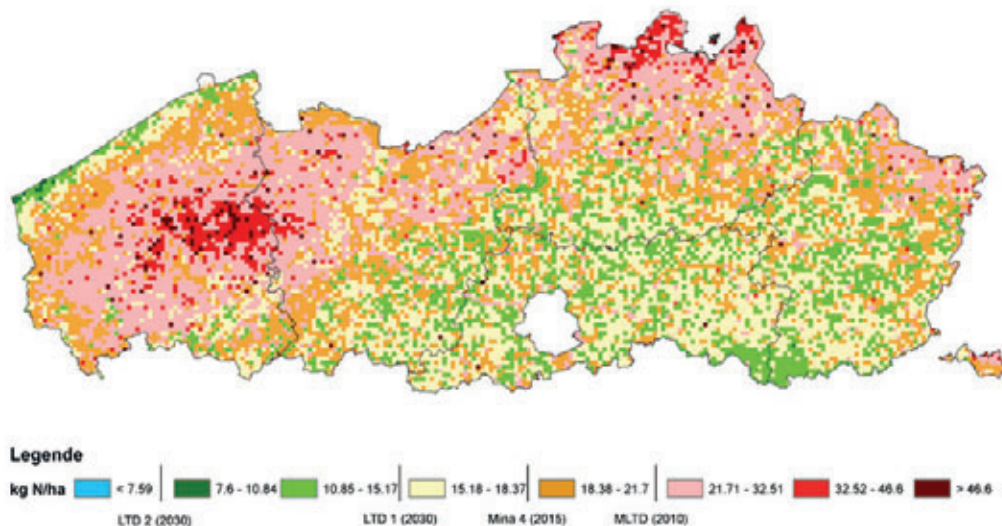 Legende
kg N/ha < 7.59 7.6 - 10.84 10.85 - 15.17 15.18 - 18.37 18.38 - 21.7 21.71 - 32.51 32.52 - 46.6 > 46.6
LTD 2 (2030) LTD 1 (2030) Mina 4 (2015) MLTD (2010)